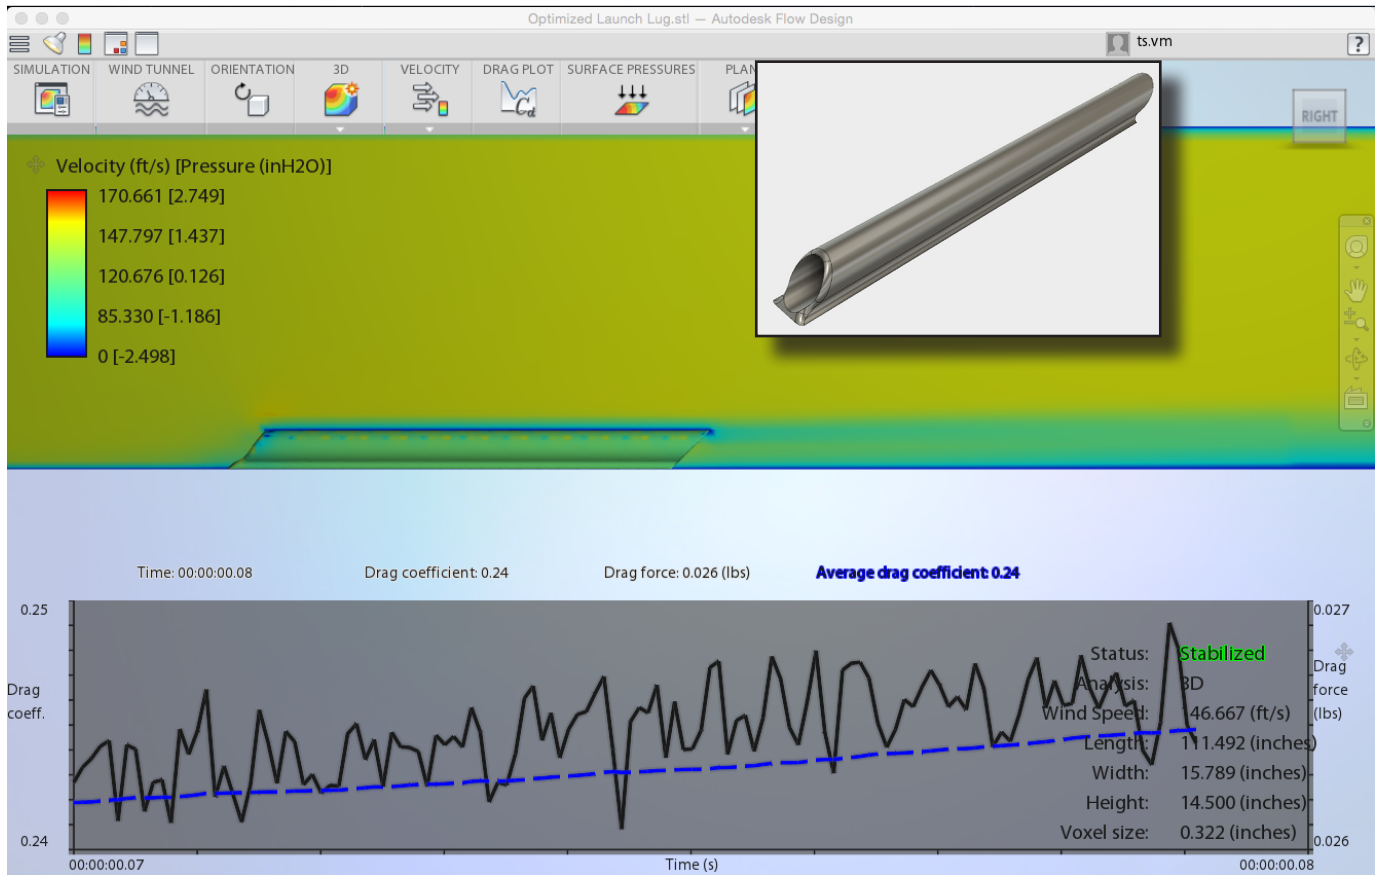 Optimized Launch Lug.stl — Autodesk Flow Design
ts.vm
?
SIMULATION WIND TUNNEL ORIENTATION 3D VELOCITY DRAG PLOT SURFACE PRESSURES PLAN
Cd
RIGHT
Velocity (ft/s) [Pressure (inH2O)]
170.661 [2.749]
147.797 [1.437]
120.676 [0.126]
85.330 [-1.186]
0 [-2.498]
Time: 00:00:00.08 Drag coefficient: 0.24 Drag force: 0.026 (lbs) Average drag coefficient: 0.24
0.25 0.027
Status: Stabilized
Analysis: 3D
Wind Speed: 146.667 (ft/s)
Length: 111.492 (inches)
Width: 15.789 (inches)
Height: 14.500 (inches)
Voxel size: 0.322 (inches)
Drag
coeff.
Drag
force
(lbs)
0.24 0.026
00:00:00.07 Time (s) 00:00:00.08